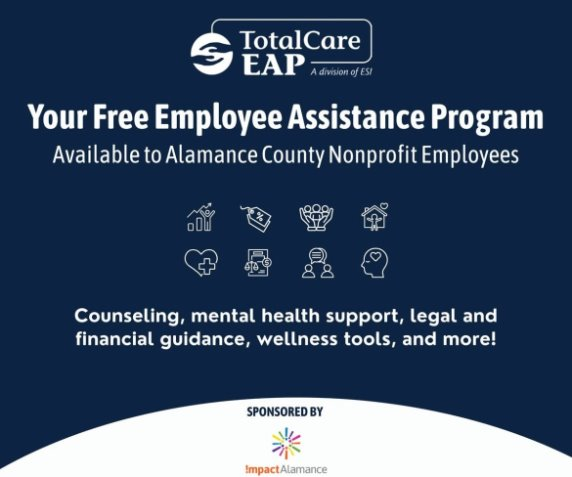 TotalCare
EAP A division of ESI
Your Free Employee Assistance Program
Available to Alamance County Nonprofit Employees
%
$
Counseling, mental health support, legal and
financial guidance, wellness tools, and more!
SPONSORED BY
!mpactAlamance